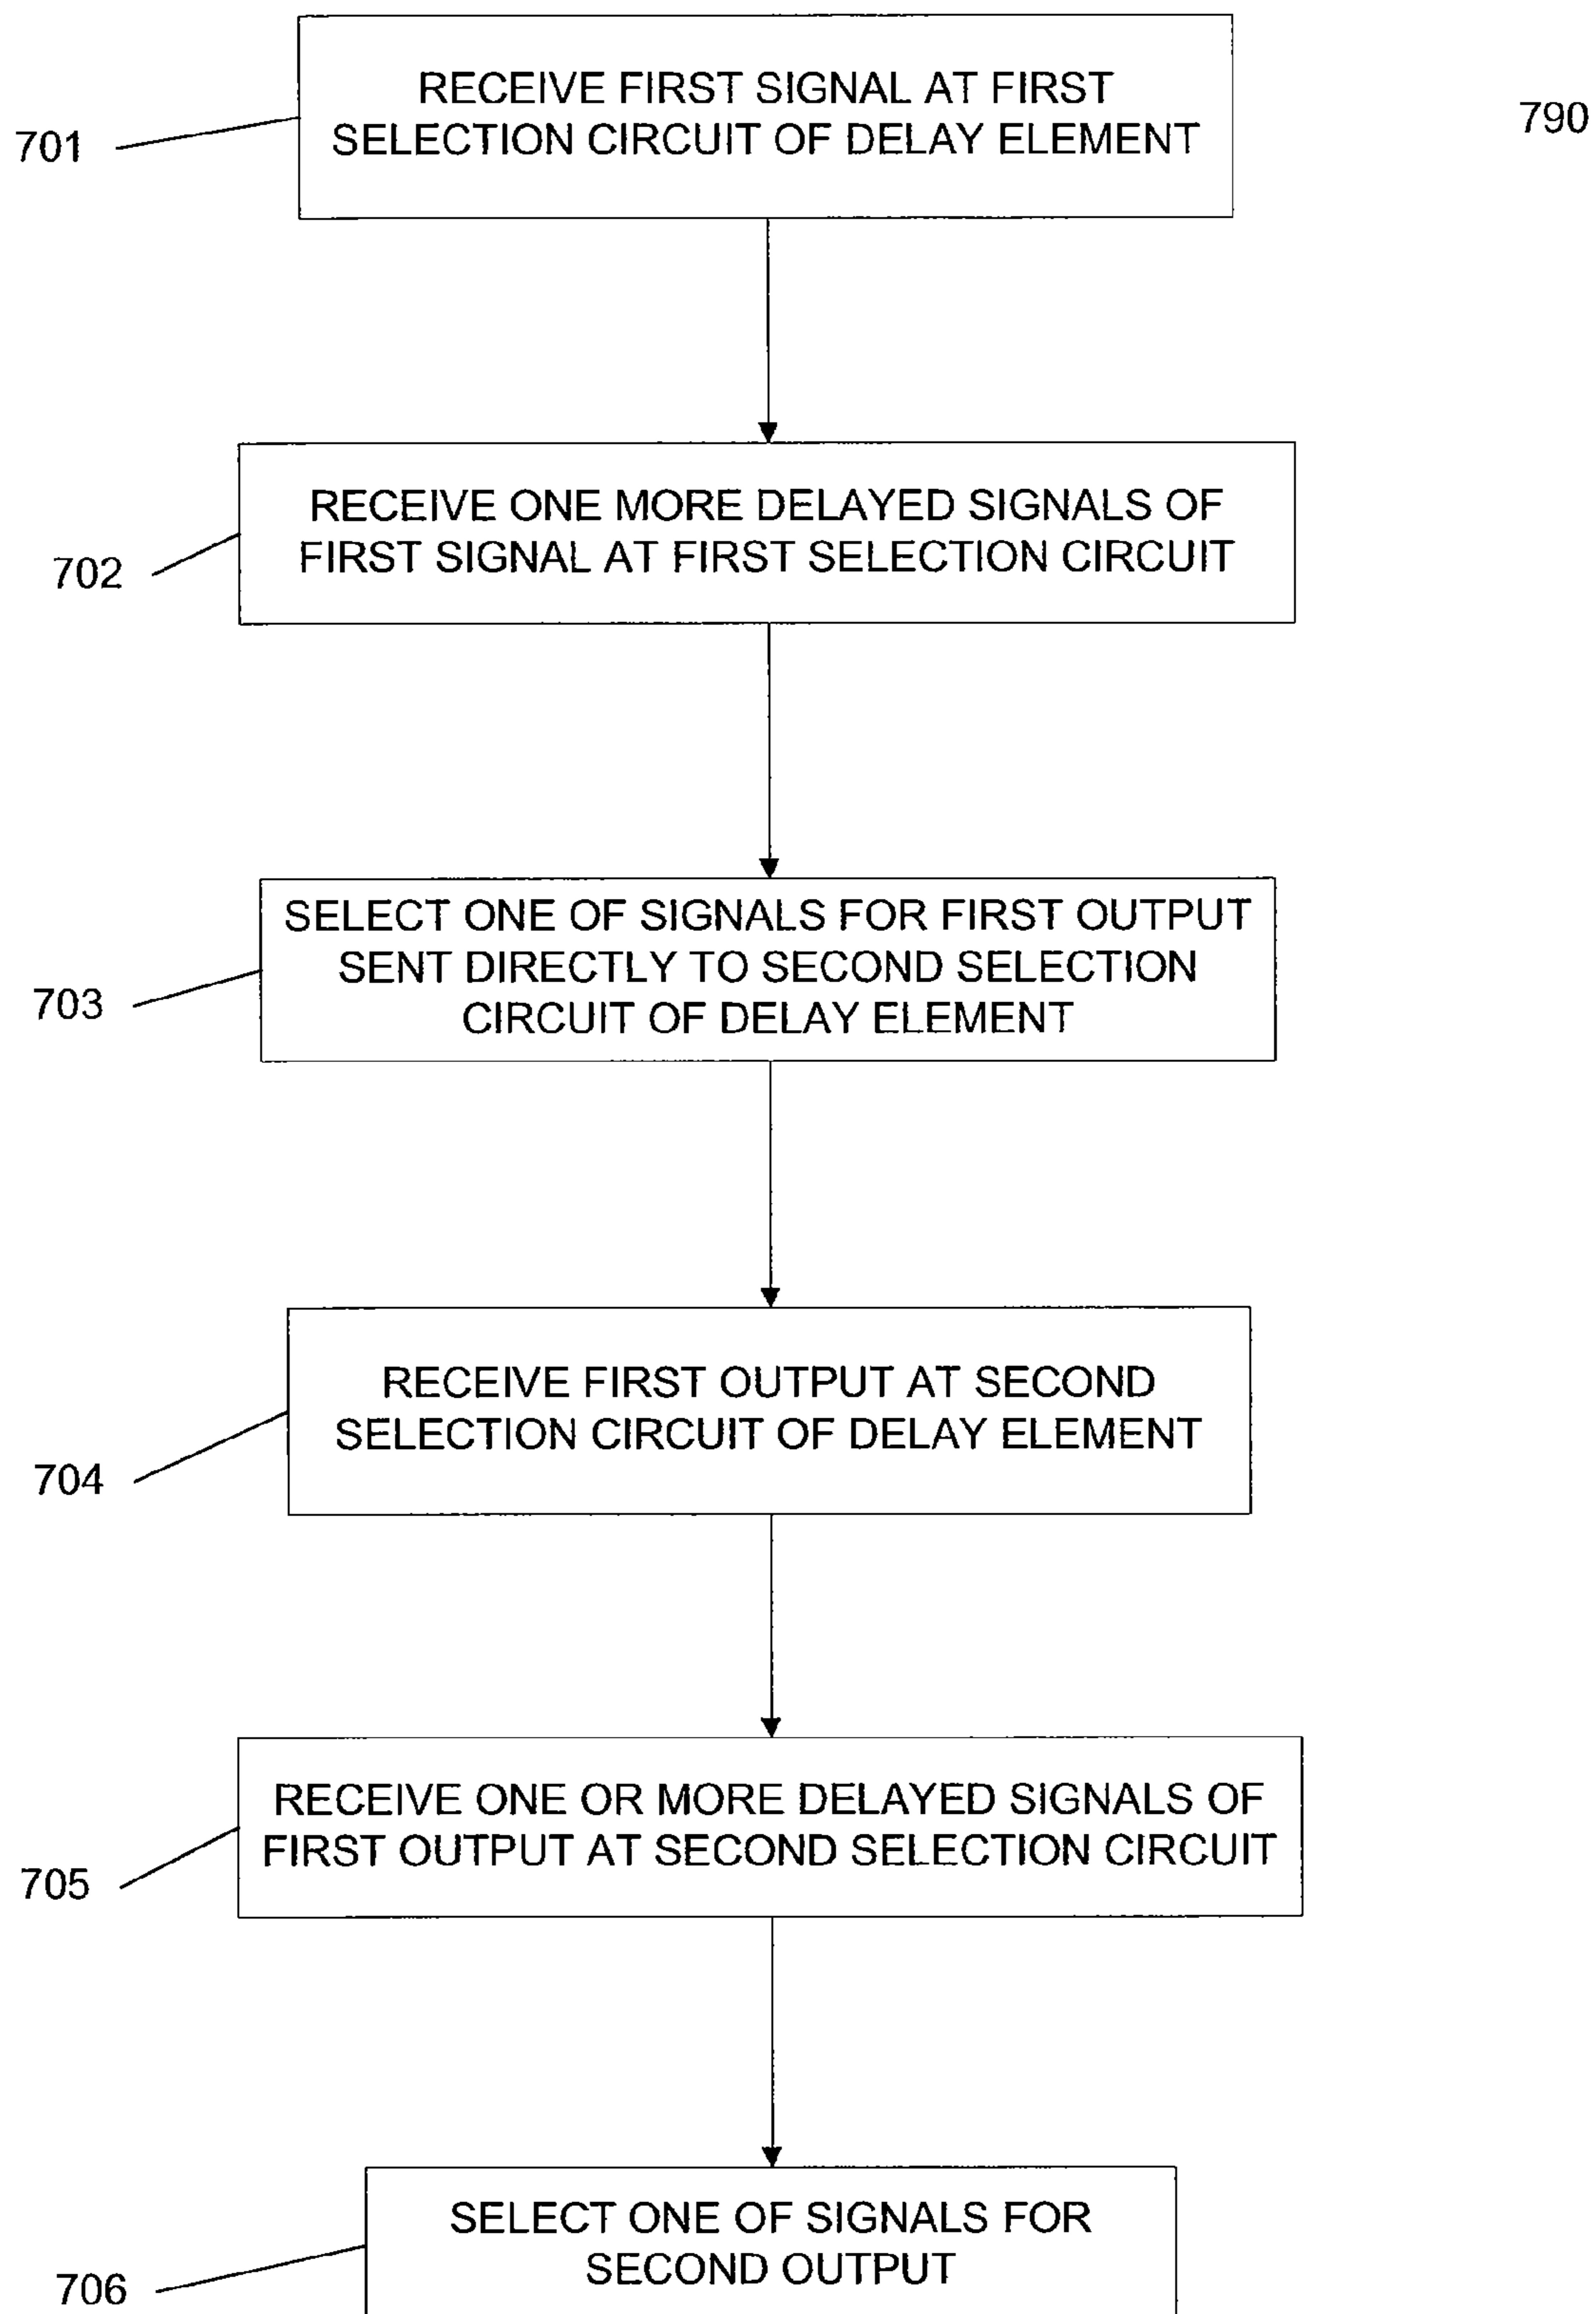 RECEIVE FIRST SIGNAL AT FIRST
SELECTION CIRCUIT OF DELAY ELEMENT
701
790
RECEIVE ONE MORE DELAYED SIGNALS OF
FIRST SIGNAL AT FIRST SELECTION CIRCUIT
702
SELECT ONE OF SIGNALS FOR FIRST OUTPUT
SENT DIRECTLY TO SECOND SELECTION
CIRCUIT OF DELAY ELEMENT
703
RECEIVE FIRST OUTPUT AT SECOND
SELECTION CIRCUIT OF DELAY ELEMENT
704
RECEIVE ONE OR MORE DELAYED SIGNALS OF
FIRST OUTPUT AT SECOND SELECTION CIRCUIT
705
SELECT ONE OF SIGNALS FOR
SECOND OUTPUT
706